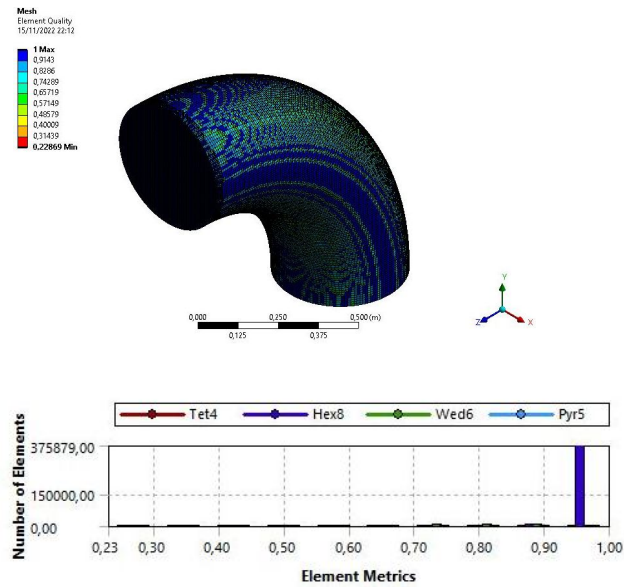 Mesh
Element Quality
15/11/2022 22:12
1 Max
0,9143
0,8286
0,74289
0,65719
0,57149
0,48579
0,40009
0,31439
0,22869 Min
0,000 0,250 0,500 (m)
0,125 0,375
Y
Z X
Tet4 Hex8 Wed6 Pyr5
Number of Elements
375879,00
150000,00
0,00
0,23 0,30 0,40 0,50 0,60 0,70 0,80 0,90 1,00
Element Metrics